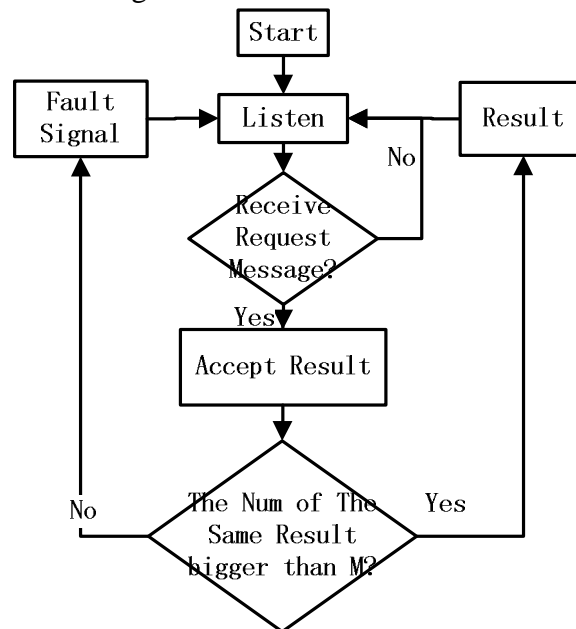 Start
Fault
Signal
Listen
Result
No
Receive
Request
Message?
Yes
Accept Result
No
The Num of The
Same Result
bigger than M?
Yes